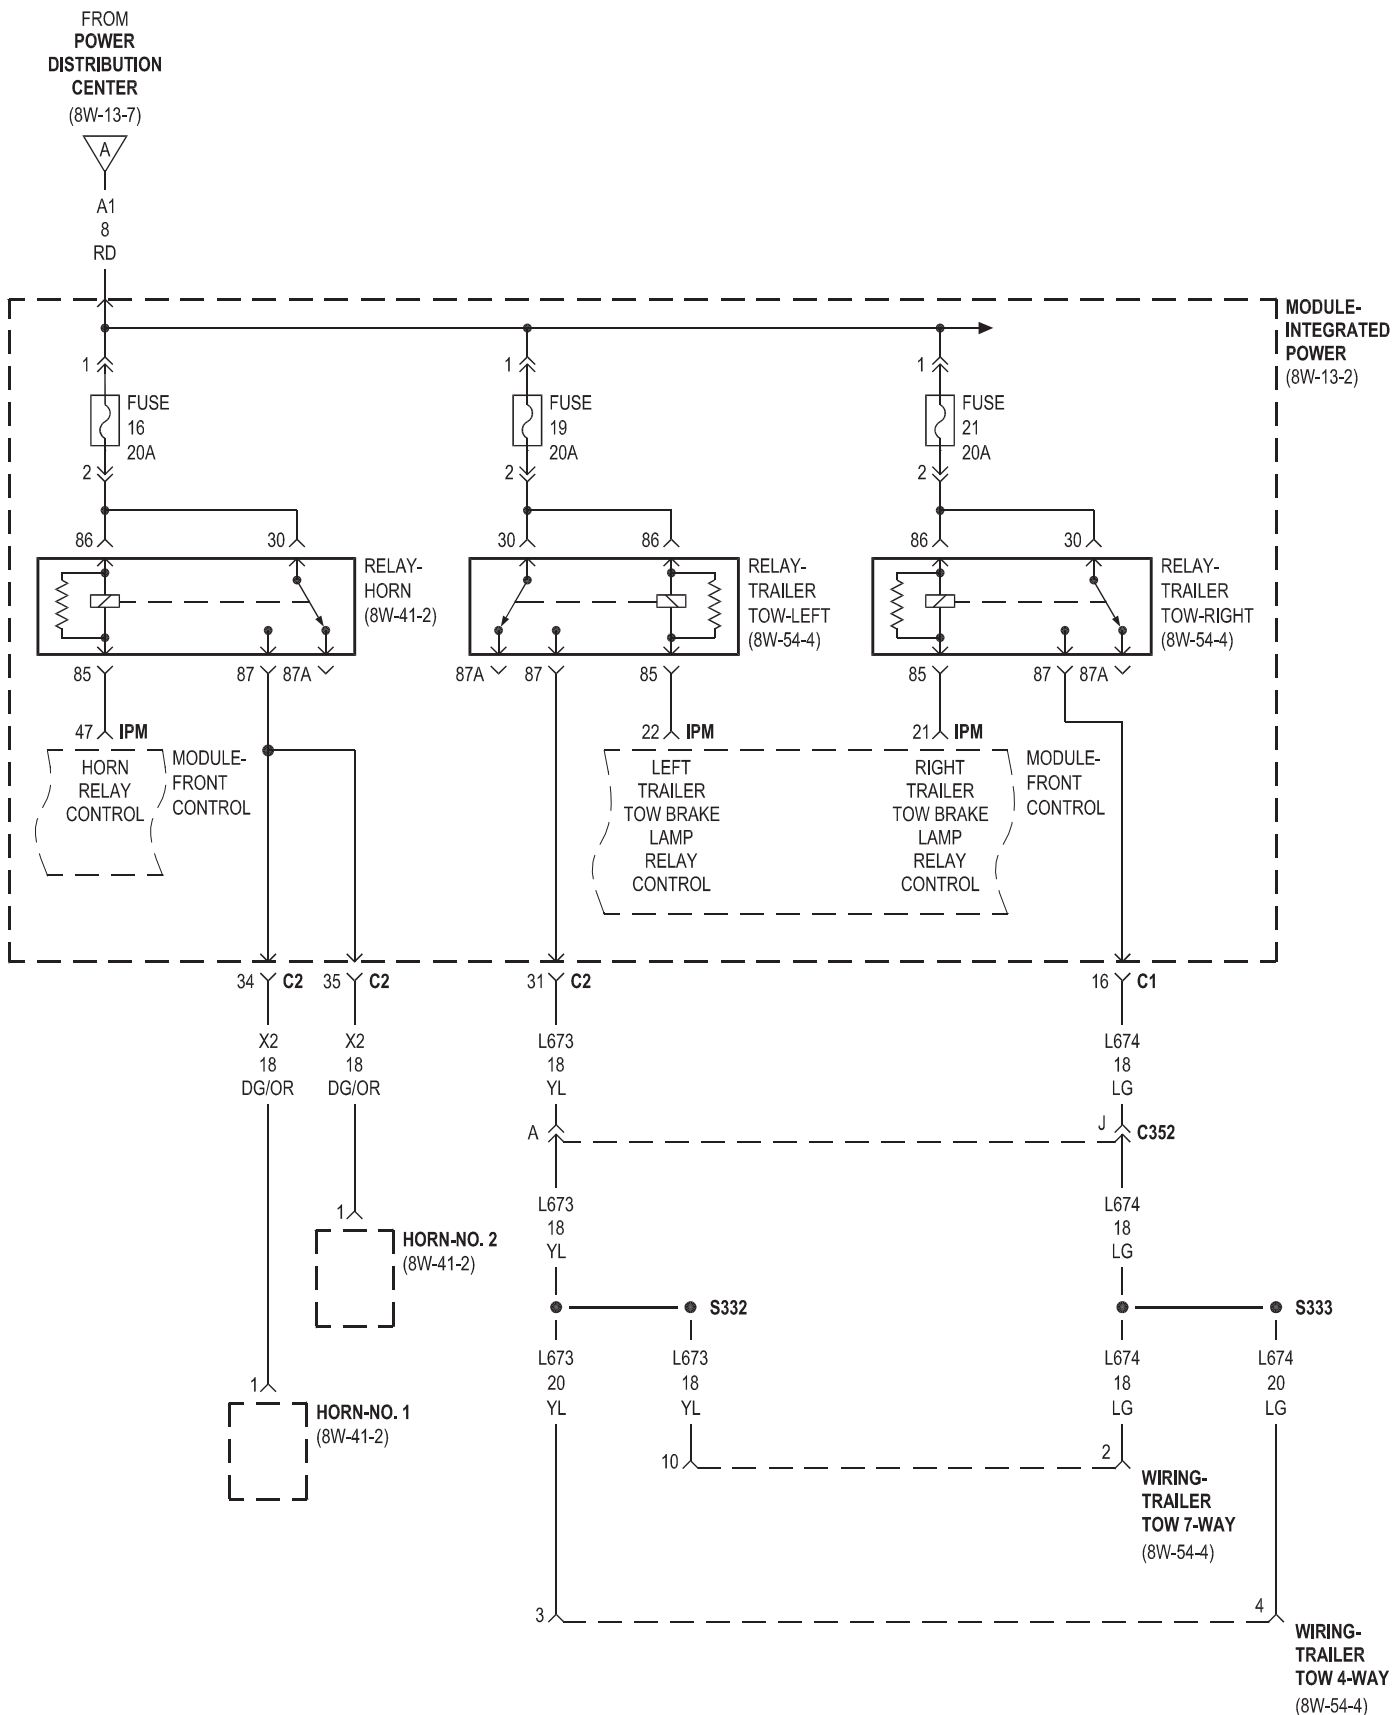 FROM
POWER
DISTRIBUTION
CENTER
(8W-13-7)
A
A1
8
RD
MODULE-
INTEGRATED
POWER
(8W-13-2)
1
FUSE
16
20A
2
1
FUSE
19
20A
2
1
FUSE
21
20A
2
86
30
RELAY-
HORN
(8W-41-2)
85
87
87A
30
86
RELAY-
TRAILER
TOW-LEFT
(8W-54-4)
87A
87
85
86
30
RELAY-
TRAILER
TOW-RIGHT
(8W-54-4)
85
87
87A
47 IPM
HORN
RELAY
CONTROL
MODULE-
FRONT
CONTROL
22 IPM
LEFT
TRAILER
TOW BRAKE
LAMP
RELAY
CONTROL
21 IPM
RIGHT
TRAILER
TOW BRAKE
LAMP
RELAY
CONTROL
MODULE-
FRONT
CONTROL
34 C2
35 C2
31 C2
16 C1
X2
18
DG/OR
X2
18
DG/OR
L673
18
YL
L674
18
LG
A
J
C352
L673
18
YL
L674
18
LG
1
HORN-NO. 2
(8W-41-2)
S332
S333
L673
20
YL
L673
18
YL
L674
18
LG
L674
20
LG
1
HORN-NO. 1
(8W-41-2)
10
2
WIRING-
TRAILER
TOW 7-WAY
(8W-54-4)
3
4
WIRING-
TRAILER
TOW 4-WAY
(8W-54-4)